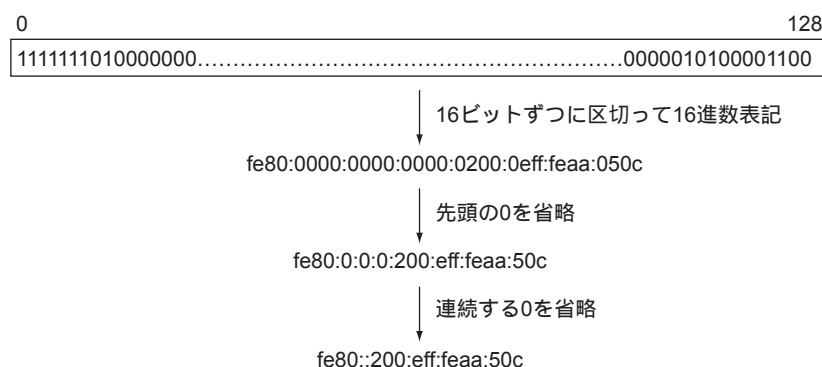 0 128
1111111010000000……………………………………………………0000010100001100
16ビットずつに区切って16進数表記
fe80:0000:0000:0000:0200:0eff:feaa:050c
先頭の0を省略
fe80:0:0:0:200:eff:feaa:50c
連続する0を省略
fe80::200:eff:feaa:50c